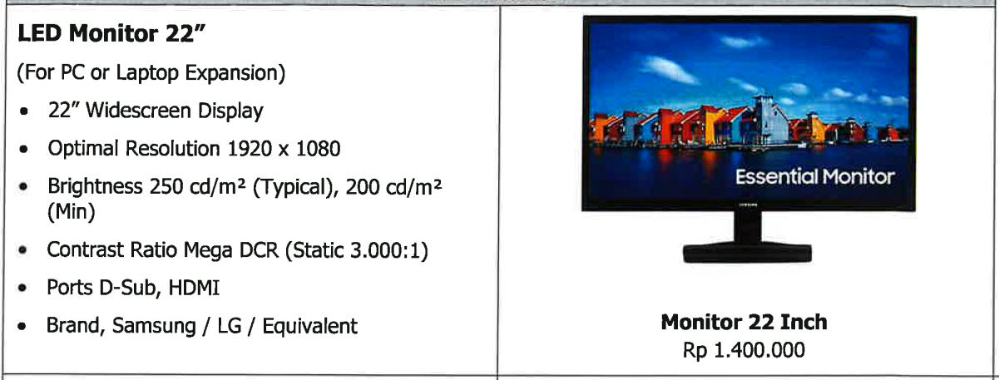 LED Monitor 22”
(For PC or Laptop Expansion)
• 22” Widescreen Display
• Optimal Resolution 1920 x 1080
• Brightness 250 cd/m² (Typical), 200 cd/m²
(Min)
• Contrast Ratio Mega DCR (Static 3.000:1)
• Ports D-Sub, HDMI
• Brand, Samsung / LG / Equivalent
Essential Monitor
SAMSUNG
Monitor 22 Inch
Rp 1.400.000